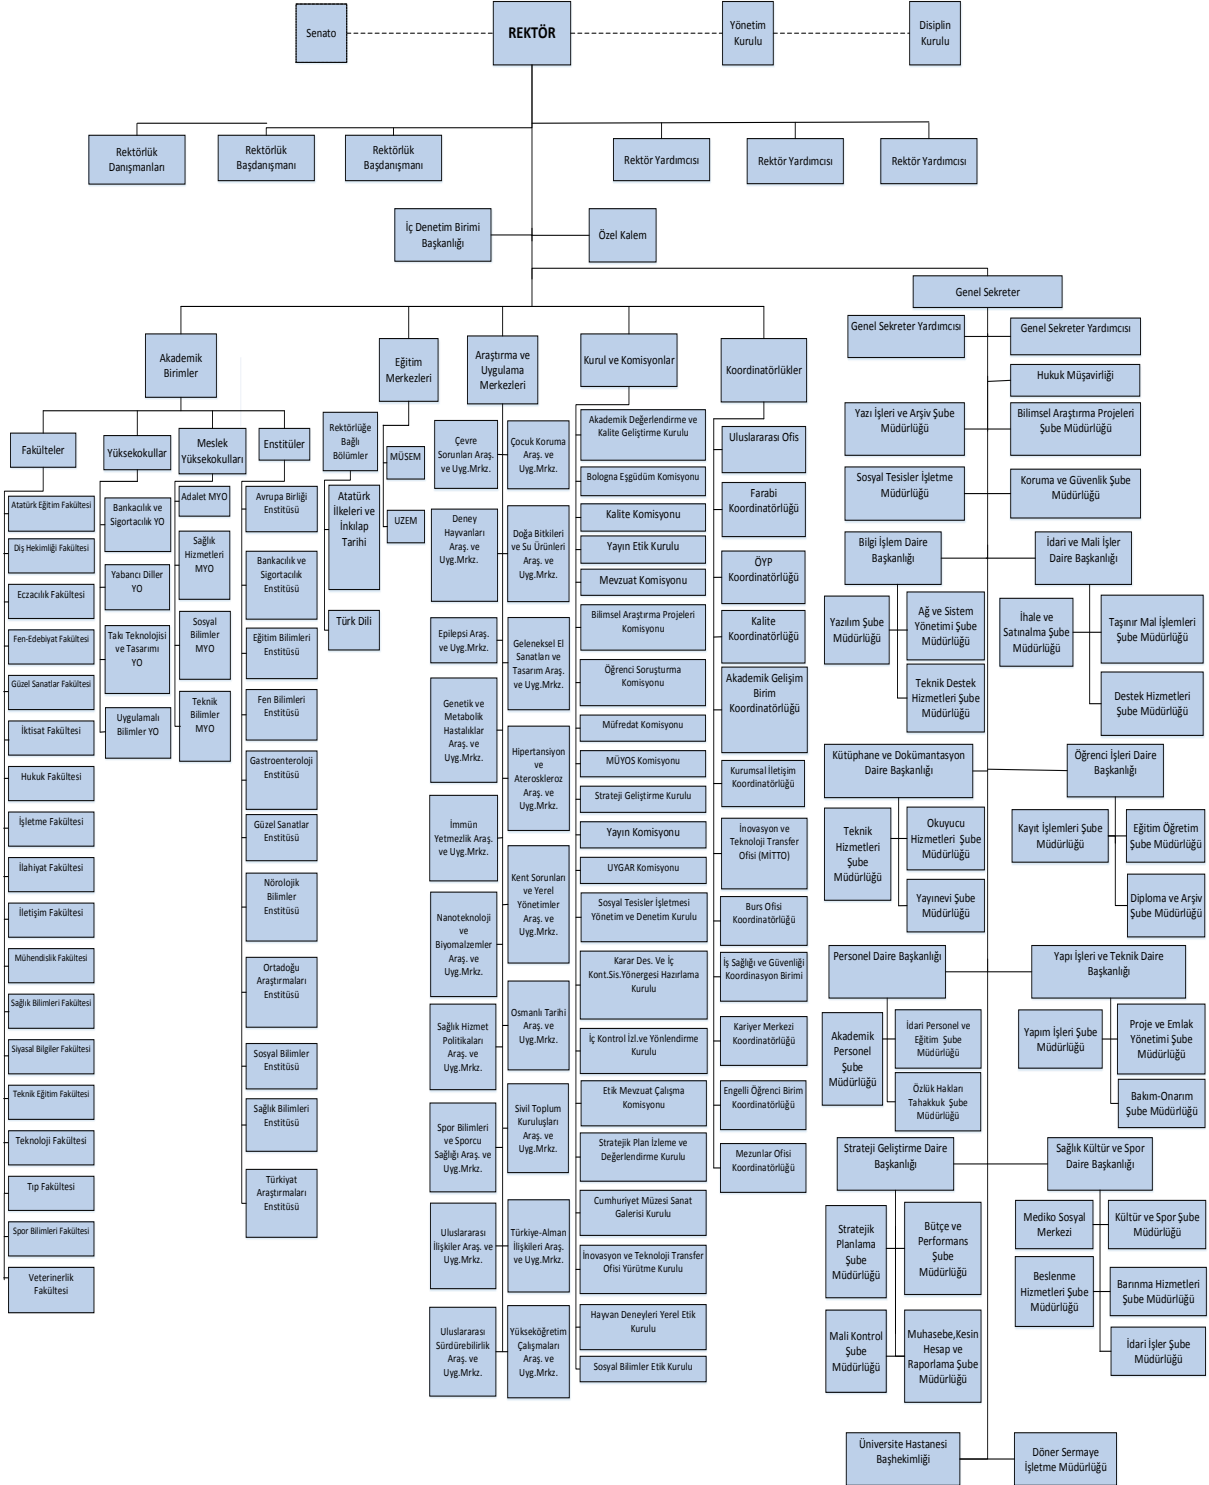 Senato
REKTÖR
Yönetim
Kurulu
Disiplin
Kurulu
Rektörlük
Danışmanları
Rektörlük
Başdanışmanı
Rektörlük
Başdanışmanı
Rektör Yardımcısı
Rektör Yardımcısı
Rektör Yardımcısı
İç Denetim Birimi
Başkanlığı
Özel Kalem
Akademik
Birimler
Fakülteler
Atatürk Eğitim Fakültesi
Diş Hekimliği Fakültesi
Eczacılık Fakültesi
Fen-Edebiyat Fakültesi
Güzel Sanatlar Fakültesi
İktisat Fakültesi
Hukuk Fakültesi
İşletme Fakültesi
İlahiyat Fakültesi
İletişim Fakültesi
Mühendislik Fakültesi
Sağlık Bilimleri Fakültesi
Siyasal Bilgiler Fakültesi
Teknik Eğitim Fakültesi
Teknoloji Fakültesi
Tıp Fakültesi
Spor Bilimleri Fakültesi
Veterinerlik
Fakültesi
Yüksekokullar
Bankacılık ve
Sigortacılık YO
Yabancı Diller
YO
Takı Teknolojisi
ve Tasarımı
YO
Uygulamalı
Bilimler YO
Meslek
Yüksekokulları
Adalet MYO
Sağlık
Hizmetleri
MYO
Sosyal
Bilimler
MYO
Teknik
Bilimler
MYO
Enstitüler
Avrupa Birliği
Enstitüsü
Bankacılık ve
Sigortacılık
Enstitüsü
Eğitim Bilimleri
Enstitüsü
Fen Bilimleri
Enstitüsü
Gastroenteroloji
Enstitüsü
Güzel Sanatlar
Enstitüsü
Nörolojik
Bilimler
Enstitüsü
Ortadoğu
Araştırmaları
Enstitüsü
Sosyal Bilimler
Enstitüsü
Sağlık Bilimleri
Enstitüsü
Türkiyat
Araştırmaları
Enstitüsü
Rektörlüğe
Bağlı
Bölümler
Atatürk
İlkeleri ve
İnkılap
Tarihi
Türk Dili
Eğitim
Merkezleri
MÜSEM
UZEM
Araştırma ve
Uygulama
Merkezleri
Çevre
Sorunları Araş.
ve Uyg.Mrkz.
Çocuk Koruma
Araş. ve
Uyg.Mrkz.
Deney
Hayvanları
Araş. ve
Uyg.Mrkz.
Doğa Bitkileri
ve Su Ürünleri
Araş. ve
Uyg.Mrkz.
Epilepsi Araş.
ve Uyg.Mrkz.
Geleneksel El
Sanatları ve
Tasarım Araş.
ve Uyg.Mrkz.
Genetik ve
Metabolik
Hastalıklar
Araş. ve
Uyg.Mrkz.
Hipertansiyon
ve
Ateroskleroz
Araş. ve
Uyg.Mrkz.
İmmün
Yetmezlik Araş.
ve Uyg.Mrkz.
Kent Sorunları
ve Yerel
Yönetimler
Araş. ve
Uyg.Mrkz.
Nanoteknoloji
ve
Biyomalzemler
Araş. ve
Uyg.Mrkz.
Osmanlı Tarihi
Araş. ve
Uyg.Mrkz.
Sağlık Hizmet
Politikaları
Araş. ve
Uyg.Mrkz.
Sivil Toplum
Kuruluşları
Araş. ve
Uyg.Mrkz.
Spor Bilimleri
ve Sporcu
Sağlığı Araş. ve
Uyg.Mrkz.
Uluslararası
İlişkiler Araş. ve
Uyg.Mrkz.
Türkiye-Alman
İlişkileri Araş.
ve Uyg.Mrkz.
Uluslararası
Sürdürebilirlik
Araş. ve
Uyg.Mrkz.
Yükseköğretim
Çalışmaları
Araş. ve
Uyg.Mrkz.
Kurul ve Komisyonlar
Akademik Değerlendirme ve
Kalite Geliştirme Kurulu
Bologna Eşgüdüm Komisyonu
Kalite Komisyonu
Yayın Etik Kurulu
Mevzuat Komisyonu
Bilimsel Araştırma Projeleri
Komisyonu
Öğrenci Soruşturma
Komisyonu
Müfredat Komisyonu
MÜYOS Komisyonu
Strateji Geliştirme Kurulu
Yayın Komisyonu
UYGAR Komisyonu
Sosyal Tesisler İşletmesi
Yönetim ve Denetim Kurulu
Karar Des. Ve İç
Kont.Sis.Yönergesi Hazırlama
Kurulu
İç Kontrol İzl.ve Yönlendirme
Kurulu
Etik Mevzuat Çalışma
Komisyonu
Stratejik Plan İzleme ve
Değerlendirme Kurulu
Cumhuriyet Müzesi Sanat
Galerisi Kurulu
İnovasyon ve Teknoloji Transfer
Ofisi Yürütme Kurulu
Hayvan Deneyleri Yerel Etik
Kurulu
Sosyal Bilimler Etik Kurulu
Koordinatörlükler
Uluslararası Ofis
Farabi
Koordinatörlüğü
ÖYP
Koordinatörlüğü
Kalite
Koordinatörlüğü
Akademik Gelişim
Birim
Koordinatörlüğü
Kurumsal İletişim
Koordinatörlüğü
İnovasyon ve
Teknoloji Transfer
Ofisi (MİTTO)
Burs Ofisi
Koordinatörlüğü
İş Sağlığı ve Güvenliği
Koordinasyon Birimi
Kariyer Merkezi
Koordinatörlüğü
Engelli Öğrenci Birim
Koordinatörlüğü
Mezunlar Ofisi
Koordinatörlüğü
Genel Sekreter
Genel Sekreter Yardımcısı
Genel Sekreter Yardımcısı
Hukuk Müşavirliği
Yazı İşleri ve Arşiv Şube
Müdürlüğü
Bilimsel Araştırma Projeleri
Şube Müdürlüğü
Sosyal Tesisler İşletme
Müdürlüğü
Koruma ve Güvenlik Şube
Müdürlüğü
Bilgi İşlem Daire
Başkanlığı
İdari ve Mali İşler
Daire Başkanlığı
Yazılım Şube
Müdürlüğü
Ağ ve Sistem
Yönetimi Şube
Müdürlüğü
Teknik Destek
Hizmetleri Şube
Müdürlüğü
İhale ve
Satınalma Şube
Müdürlüğü
Taşınır Mal İşlemleri
Şube Müdürlüğü
Destek Hizmetleri
Şube Müdürlüğü
Kütüphane ve Dokümantasyon
Daire Başkanlığı
Öğrenci İşleri Daire
Başkanlığı
Teknik
Hizmetleri
Şube
Müdürlüğü
Okuyucu
Hizmetleri Şube
Müdürlüğü
Yayınevi Şube
Müdürlüğü
Kayıt İşlemleri Şube
Müdürlüğü
Eğitim Öğretim
Şube Müdürlüğü
Diploma ve Arşiv
Şube Müdürlüğü
Personel Daire Başkanlığı
Yapı İşleri ve Teknik Daire
Başkanlığı
Akademik
Personel
Şube
Müdürlüğü
İdari Personel ve
Eğitim Şube
Müdürlüğü
Özlük Hakları
Tahakkuk Şube
Müdürlüğü
Yapım İşleri Şube
Müdürlüğü
Proje ve Emlak
Yönetimi Şube
Müdürlüğü
Bakım-Onarım
Şube Müdürlüğü
Strateji Geliştirme Daire
Başkanlığı
Sağlık Kültür ve Spor
Daire Başkanlığı
Stratejik
Planlama
Şube
Müdürlüğü
Bütçe ve
Performans
Şube
Müdürlüğü
Mali Kontrol
Şube
Müdürlüğü
Muhasebe,Kesin
Hesap ve
Raporlama Şube
Müdürlüğü
Mediko Sosyal
Merkezi
Kültür ve Spor Şube
Müdürlüğü
Beslenme
Hizmetleri Şube
Müdürlüğü
Barınma Hizmetleri
Şube Müdürlüğü
İdari İşler Şube
Müdürlüğü
Üniversite Hastanesi
Başhekimliği
Döner Sermaye
İşletme Müdürlüğü